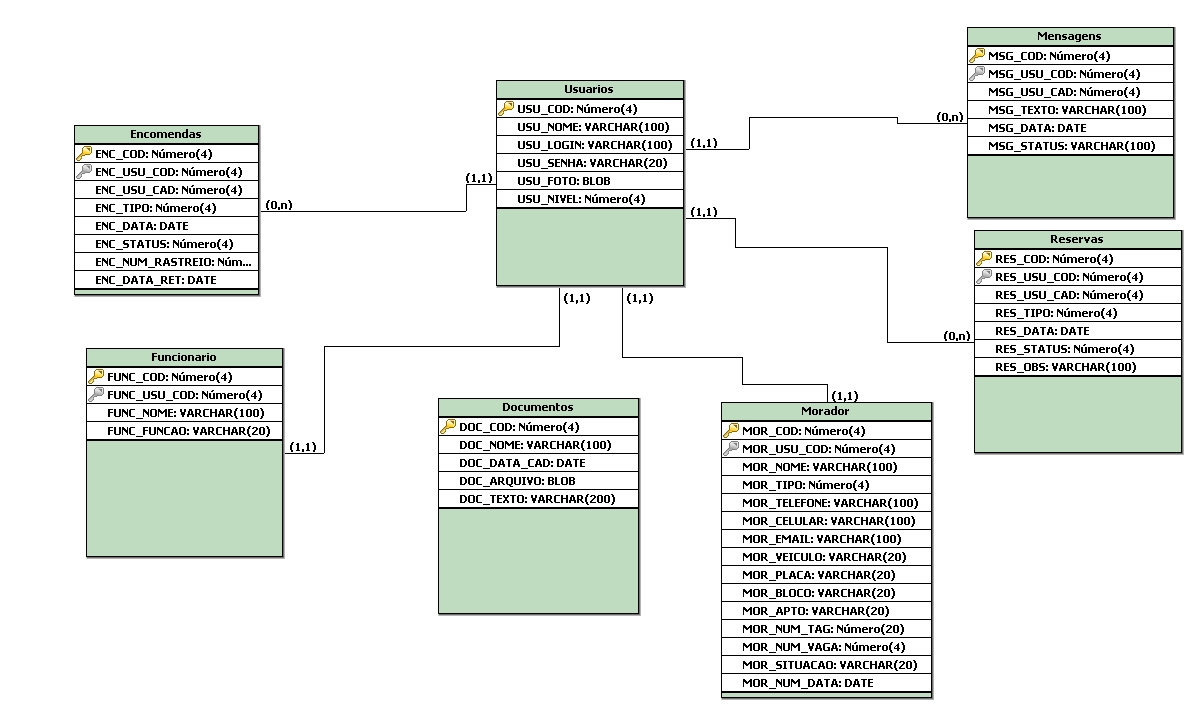 Mensagens
MSG_COD: Número(4)
MSG_USU_COD: Número(4)
MSG_USU_CAD: Número(4)
MSG_TEXTO: VARCHAR(100)
MSG_DATA: DATE
MSG_STATUS: VARCHAR(100)
(0,n)
Usuarios
USU_COD: Número(4)
USU_NOME: VARCHAR(100)
USU_LOGIN: VARCHAR(100)
USU_SENHA: VARCHAR(20)
USU_FOTO: BLOB
USU_NIVEL: Número(4)
(1,1)
(1,1)
(1,1)
(1,1)
(1,1)
Encomendas
ENC_COD: Número(4)
ENC_USU_COD: Número(4)
ENC_USU_CAD: Número(4)
ENC_TIPO: Número(4)
ENC_DATA: DATE
ENC_STATUS: Número(4)
ENC_NUM_RASTREIO: Núm...
ENC_DATA_RET: DATE
(0,n)
Reservas
RES_COD: Número(4)
RES_USU_COD: Número(4)
RES_USU_CAD: Número(4)
RES_TIPO: Número(4)
RES_DATA: DATE
RES_STATUS: Número(4)
RES_OBS: VARCHAR(100)
(0,n)
Funcionario
FUNC_COD: Número(4)
FUNC_USU_COD: Número(4)
FUNC_NOME: VARCHAR(100)
FUNC_FUNCAO: VARCHAR(20)
(1,1)
Documentos
DOC_COD: Número(4)
DOC_NOME: VARCHAR(100)
DOC_DATA_CAD: DATE
DOC_ARQUIVO: BLOB
DOC_TEXTO: VARCHAR(200)
(1,1)
Morador
MOR_COD: Número(4)
MOR_USU_COD: Número(4)
MOR_NOME: VARCHAR(100)
MOR_TIPO: Número(4)
MOR_TELEFONE: VARCHAR(100)
MOR_CELULAR: VARCHAR(100)
MOR_EMAIL: VARCHAR(100)
MOR_VEICULO: VARCHAR(20)
MOR_PLACA: VARCHAR(20)
MOR_BLOCO: VARCHAR(20)
MOR_APTO: VARCHAR(20)
MOR_NUM_TAG: Número(20)
MOR_NUM_VAGA: Número(4)
MOR_SITUACAO: VARCHAR(20)
MOR_NUM_DATA: DATE